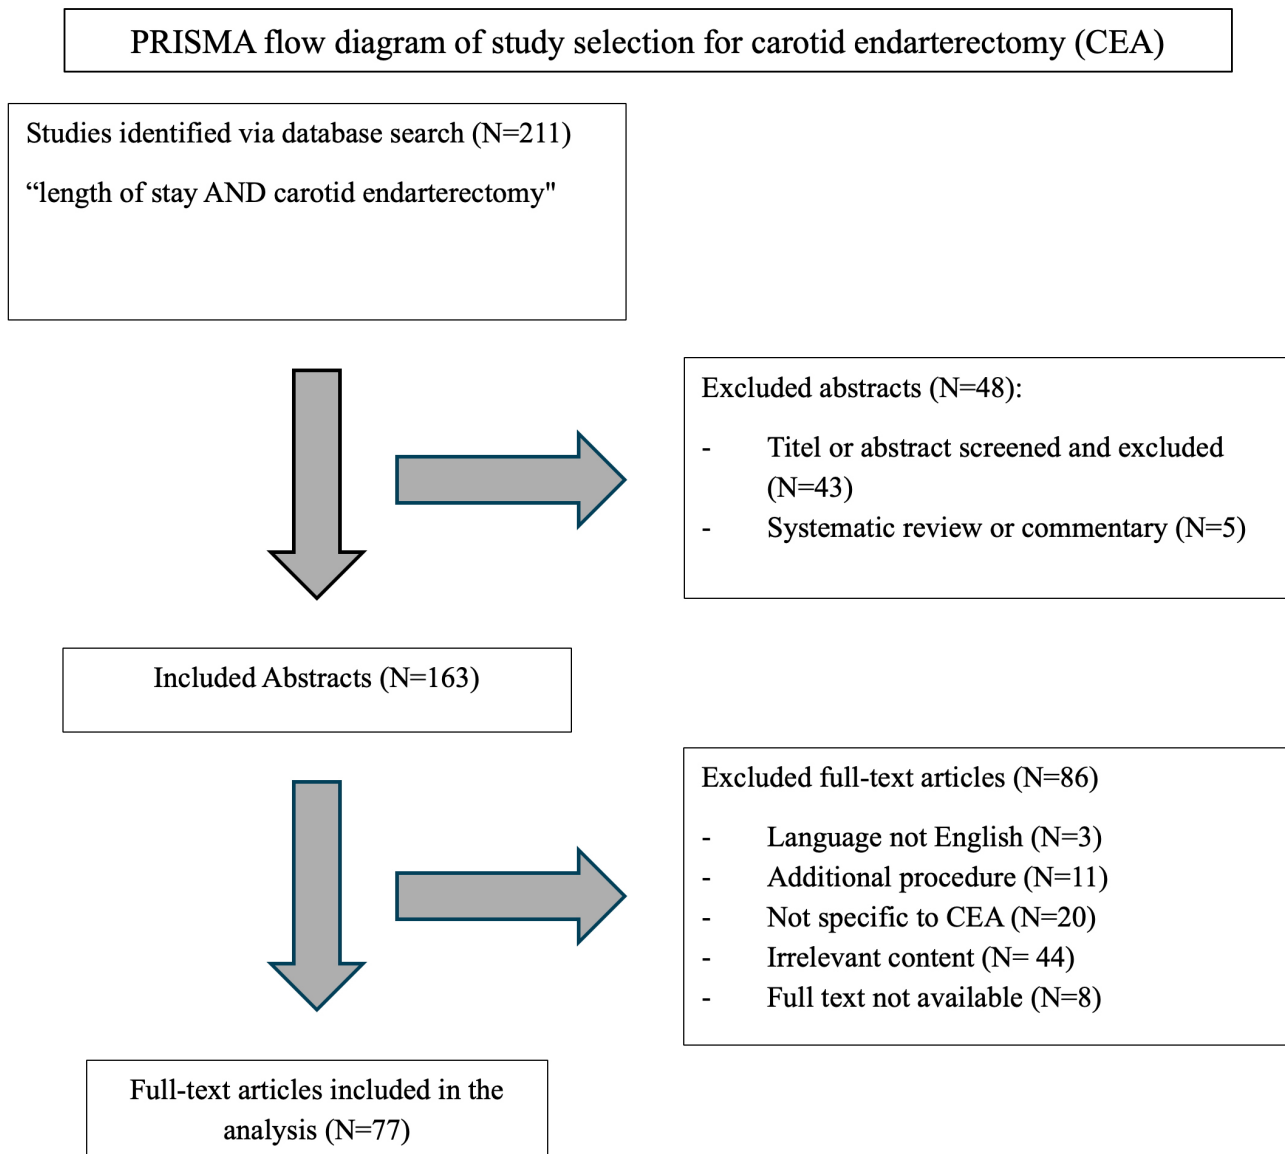 PRISMA flow diagram of study selection for carotid endarterectomy (CEA)
Studies identified via database search (N=211)
“length of stay AND carotid endarterectomy"
Excluded abstracts (N=48):
- Titel or abstract screened and excluded
(N=43)
- Systematic review or commentary (N=5)
Included Abstracts (N=163)
Excluded full-text articles (N=86)
- Language not English (N=3)
- Additional procedure (N=11)
- Not specific to CEA (N=20)
- Irrelevant content (N= 44)
- Full text not available (N=8)
Full-text articles included in the
analysis (N=77)